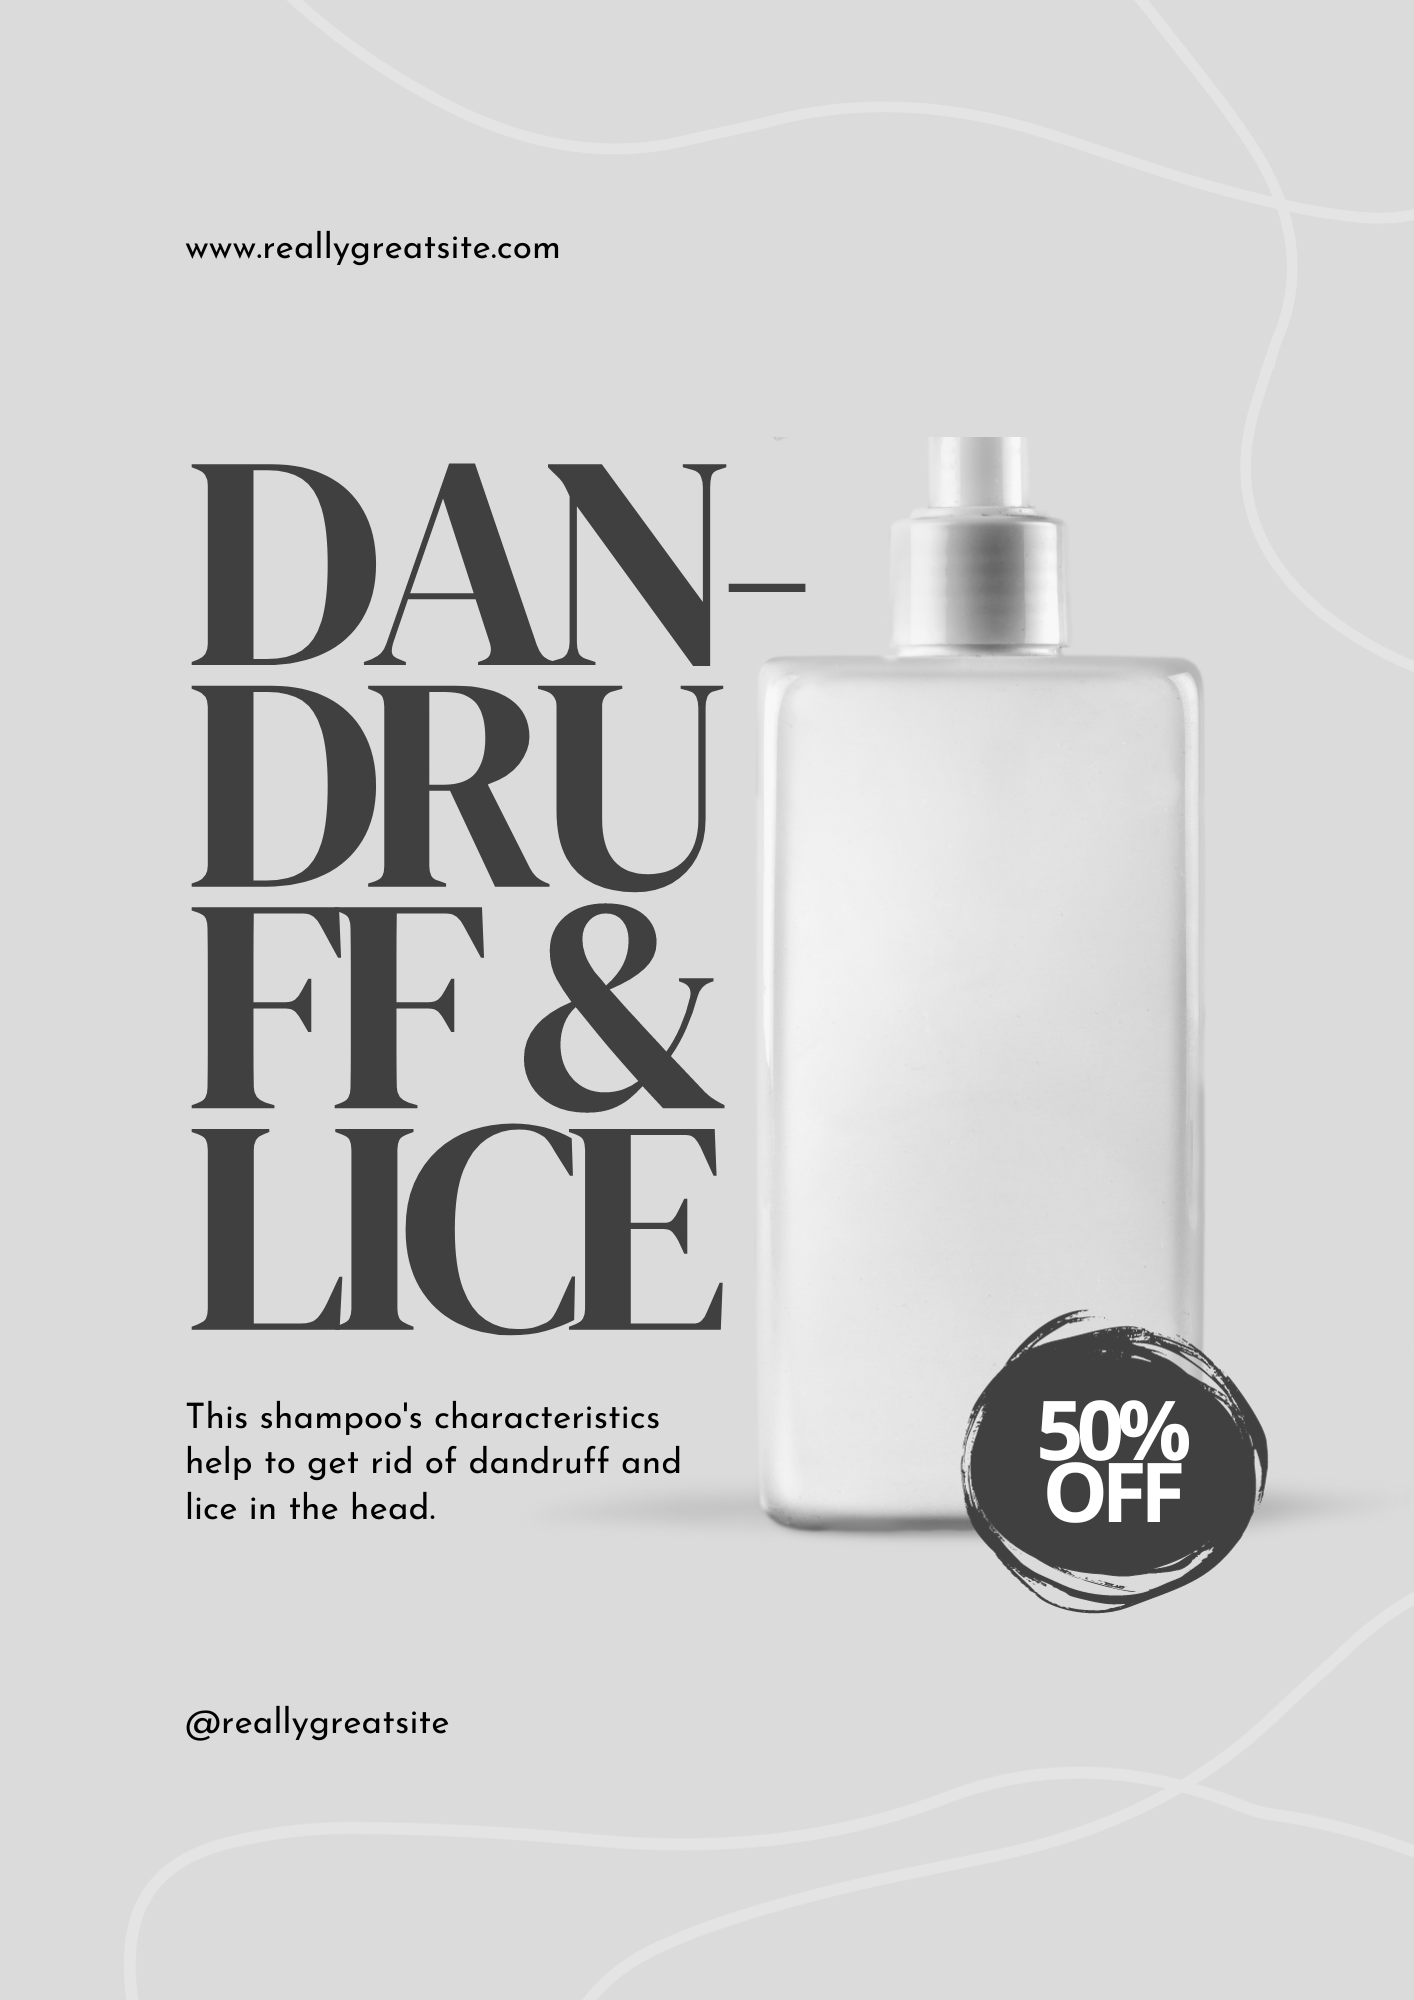 www.reallygreatsite.com
DAN-
DRU
FF &
LICE
This shampoo's characteristics
help to get rid of dandruff and
lice in the head.
50%
OFF
@reallygreatsite